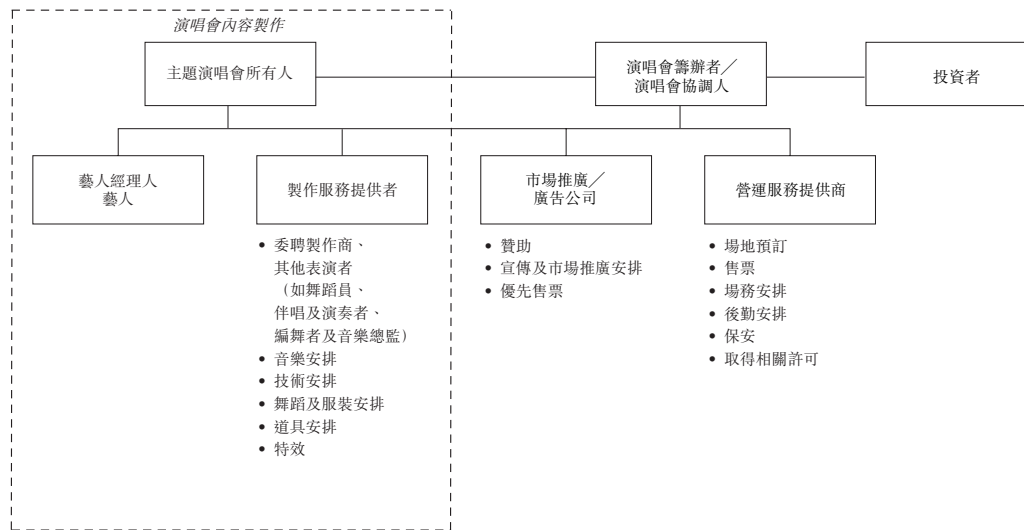 演唱會內容製作
主題演唱會所有人
演唱會籌辦者╱
演唱會協調人
投資者
藝人經理人
藝人
製作服務提供者
市場推廣╱
廣告公司
營運服務提供商
• 委聘製作商、
其他表演者
（如舞蹈員、
伴唱及演奏者、
編舞者及音樂總監）
• 音樂安排
• 技術安排
• 舞蹈及服裝安排
• 道具安排
• 特效
• 贊助
• 宣傳及市場推廣安排
• 優先售票
• 場地預訂
• 售票
• 場務安排
• 後勤安排
• 保安
• 取得相關許可